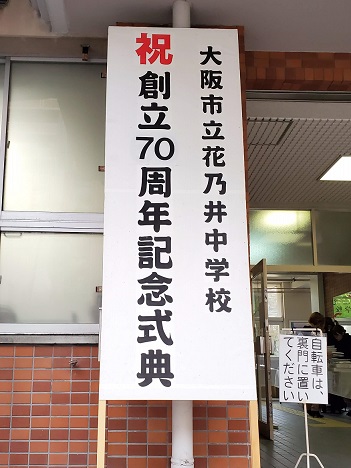 大阪市立花乃井中学校
祝 創立70周年記念式典
自転車は、
裏門に置い
てください